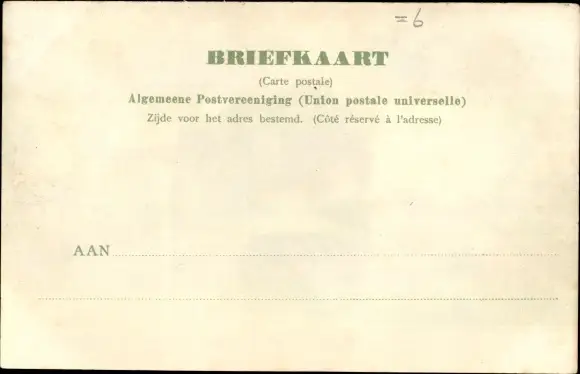 =6
BRIEFKAART
(Carte postale)
Algemeene Postvereeniging (Union postale universelle)
Zijde voor het adres bestemd. (Côté réservé à l'adresse)
AAN